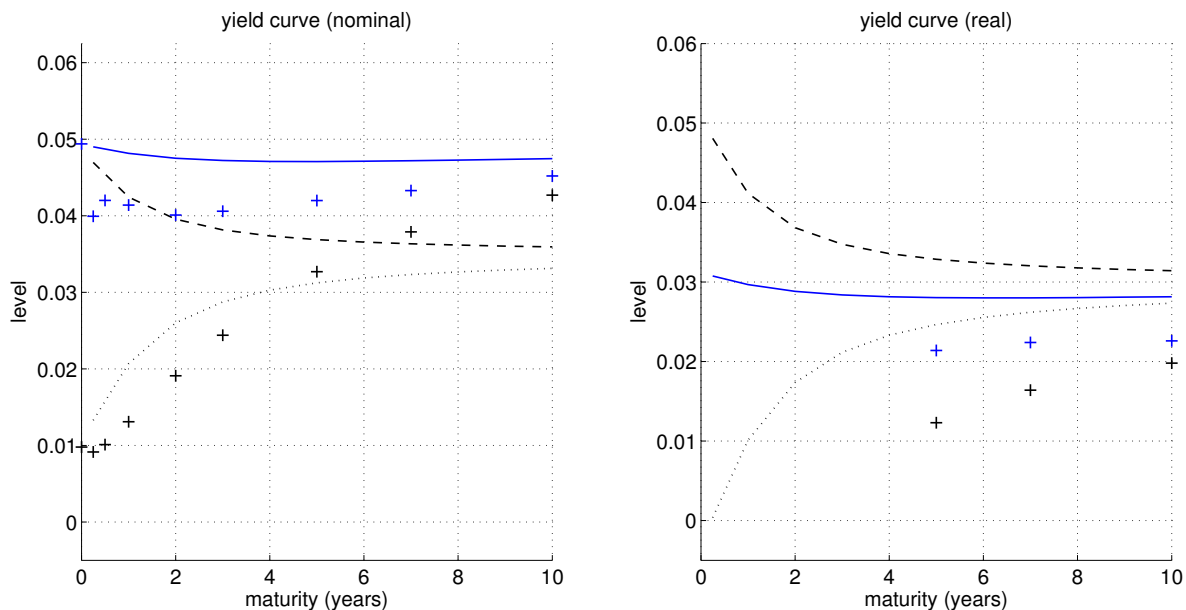 yield curve (nominal)
0.06
0.05
0.04
0.03
0.02
0.01
0
level
0 2 4 6 8 10
maturity (years)
yield curve (real)
0.06
0.05
0.04
0.03
0.02
0.01
0
level
0 2 4 6 8 10
maturity (years)